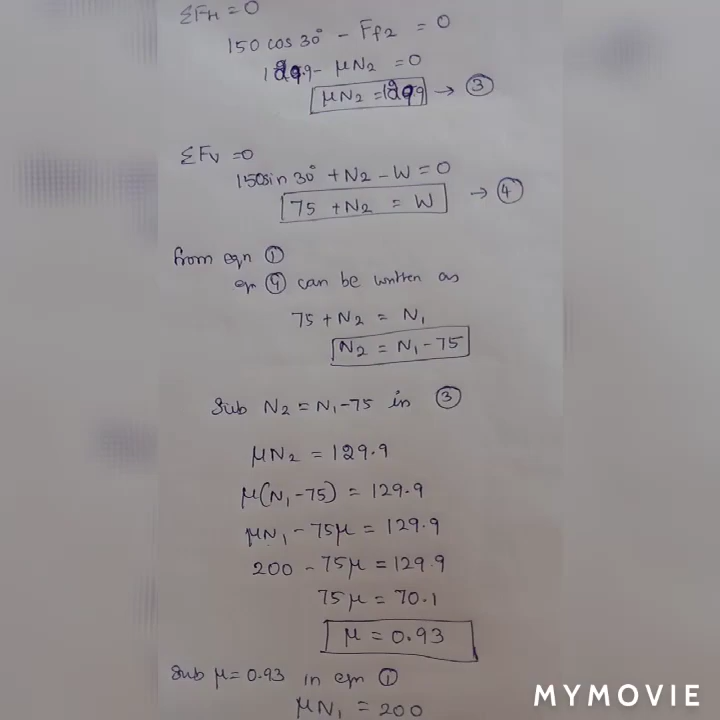 ΣFH = 0
150 cos 30° - Ff2 = 0
129.9 - μN2 = 0
μN2 = 129.9 → ③
ΣFV = 0
150sin 30° + N2 - W = 0
75 + N2 = W → ④
from eqn ①
eqn ④ can be written as
75 + N2 = N1
N2 = N1 - 75
Sub N2 = N1 - 75 in ③
μN2 = 129.9
μ(N1 - 75) = 129.9
μN1 - 75μ = 129.9
200 - 75μ = 129.9
75μ = 70.1
μ = 0.93
Sub μ = 0.93 in eqn ①
μN1 = 200
MYMOVIE